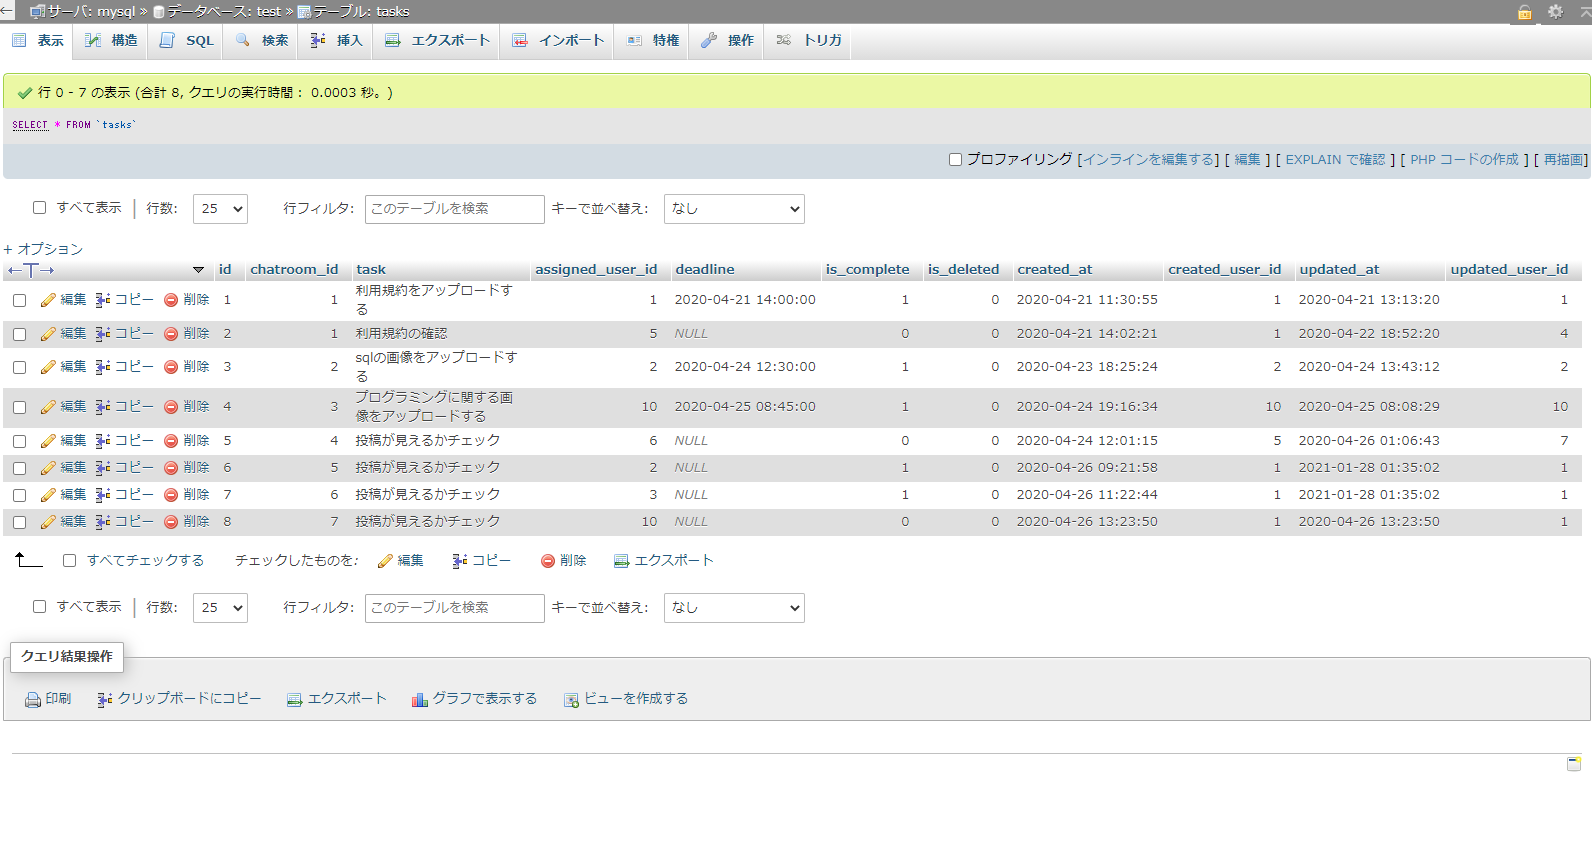 サーバ: mysql » データベース: test » テーブル: tasks
表示 構造 SQL 検索 挿入 エクスポート インポート 特権 操作 トリガ
行 0 - 7 の表示 (合計 8, クエリの実行時間： 0.0003 秒。)
SELECT * FROM `tasks`
プロファイリング [インラインを編集する] [ 編集 ] [ EXPLAIN で確認 ] [ PHP コードの作成 ] [ 再描画]
すべて表示 行数: 25 行フィルタ: このテーブルを検索 キーで並べ替え: なし
+ オプション
←T→ id chatroom_id task assigned_user_id deadline is_complete is_deleted created_at created_user_id updated_at updated_user_id
編集 コピー 削除 1 1 利用規約をアップロードす
る 1 2020-04-21 14:00:00 1 0 2020-04-21 11:30:55 1 2020-04-21 13:13:20 1
編集 コピー 削除 2 1 利用規約の確認 5 NULL 0 0 2020-04-21 14:02:21 1 2020-04-22 18:52:20 4
編集 コピー 削除 3 2 sqlの画像をアップロードす
る 2 2020-04-24 12:30:00 1 0 2020-04-23 18:25:24 2 2020-04-24 13:43:12 2
編集 コピー 削除 4 3 プログラミングに関する画
像をアップロードする 10 2020-04-25 08:45:00 1 0 2020-04-24 19:16:34 10 2020-04-25 08:08:29 10
編集 コピー 削除 5 4 投稿が見えるかチェック 6 NULL 0 0 2020-04-24 12:01:15 5 2020-04-26 01:06:43 7
編集 コピー 削除 6 5 投稿が見えるかチェック 2 NULL 1 0 2020-04-26 09:21:58 1 2021-01-28 01:35:02 1
編集 コピー 削除 7 6 投稿が見えるかチェック 3 NULL 1 0 2020-04-26 11:22:44 1 2021-01-28 01:35:02 1
編集 コピー 削除 8 7 投稿が見えるかチェック 10 NULL 0 0 2020-04-26 13:23:50 1 2020-04-26 13:23:50 1
すべてチェックする チェックしたものを: 編集 コピー 削除 エクスポート
すべて表示 行数: 25 行フィルタ: このテーブルを検索 キーで並べ替え: なし
クエリ結果操作
印刷 クリップボードにコピー エクスポート グラフで表示する ビューを作成する